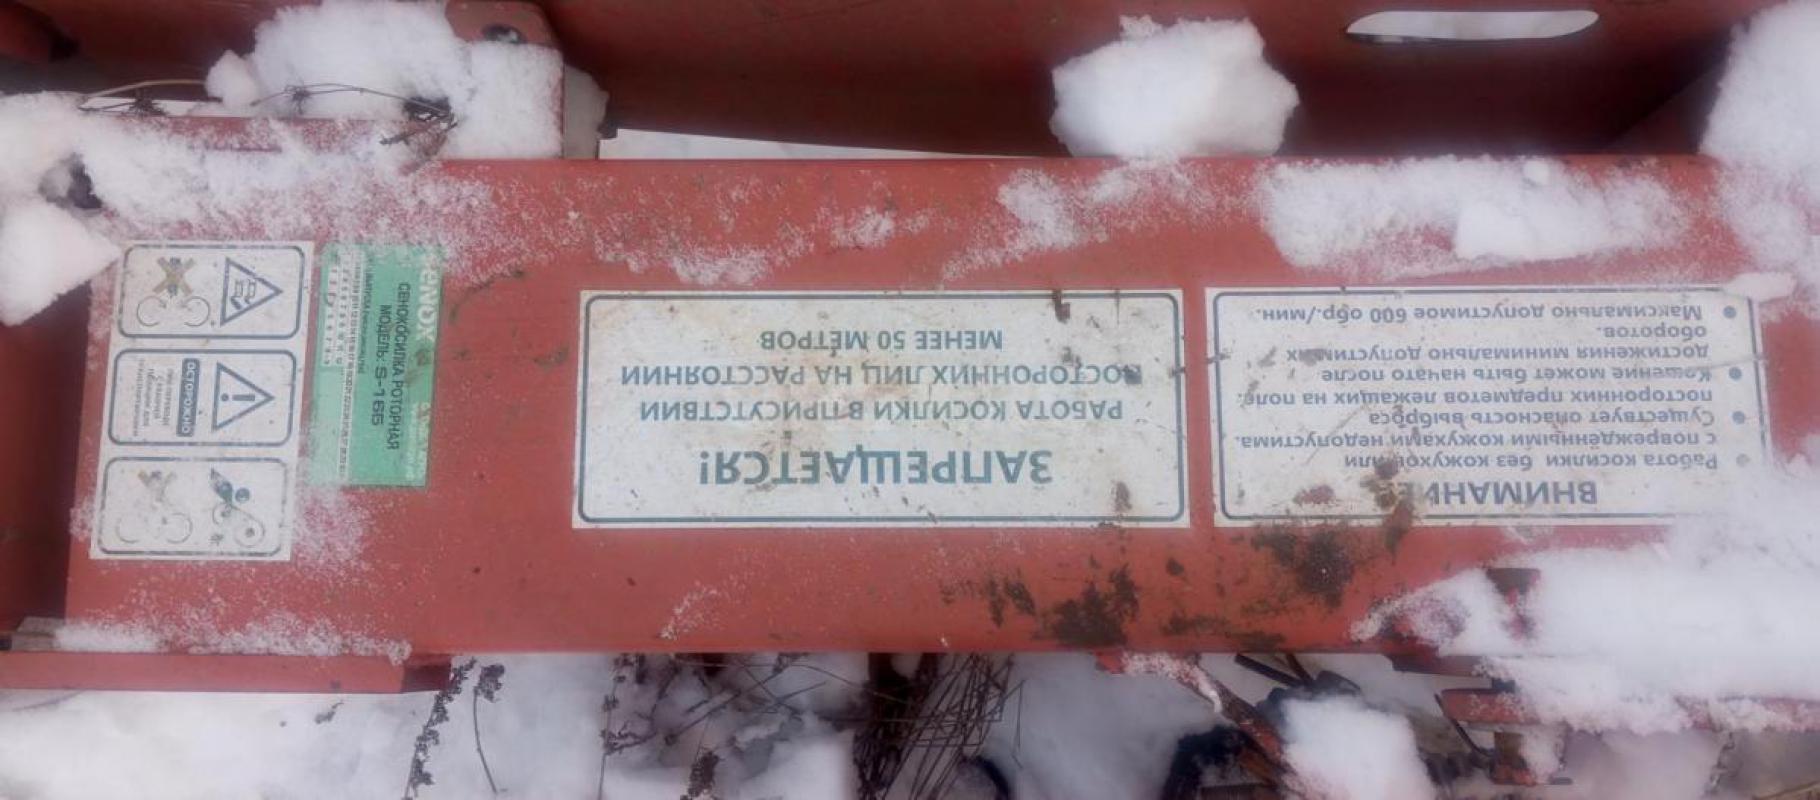 ВНИМАНИЕ
Работа косилки без кожухов или
с повреждёнными кожухами недопустима.
Существует опасность выброса
посторонних предметов лежащих на поле.
Кошение может быть начато после
достижения минимально допустимых
оборотов.
Максимально допустимое 600 обр./мин.
ЗАПРЕЩАЕТСЯ!
РАБОТА КОСИЛКИ В ПРИСУТСТВИИ
ПОСТОРОННИХ ЛИЦ НА РАССТОЯНИИ
МЕНЕЕ 50 МЕТРОВ
СЕНОКОСИЛКА РОТОРНАЯ
МОДЕЛЬ: S-165
ОСТОРОЖНО